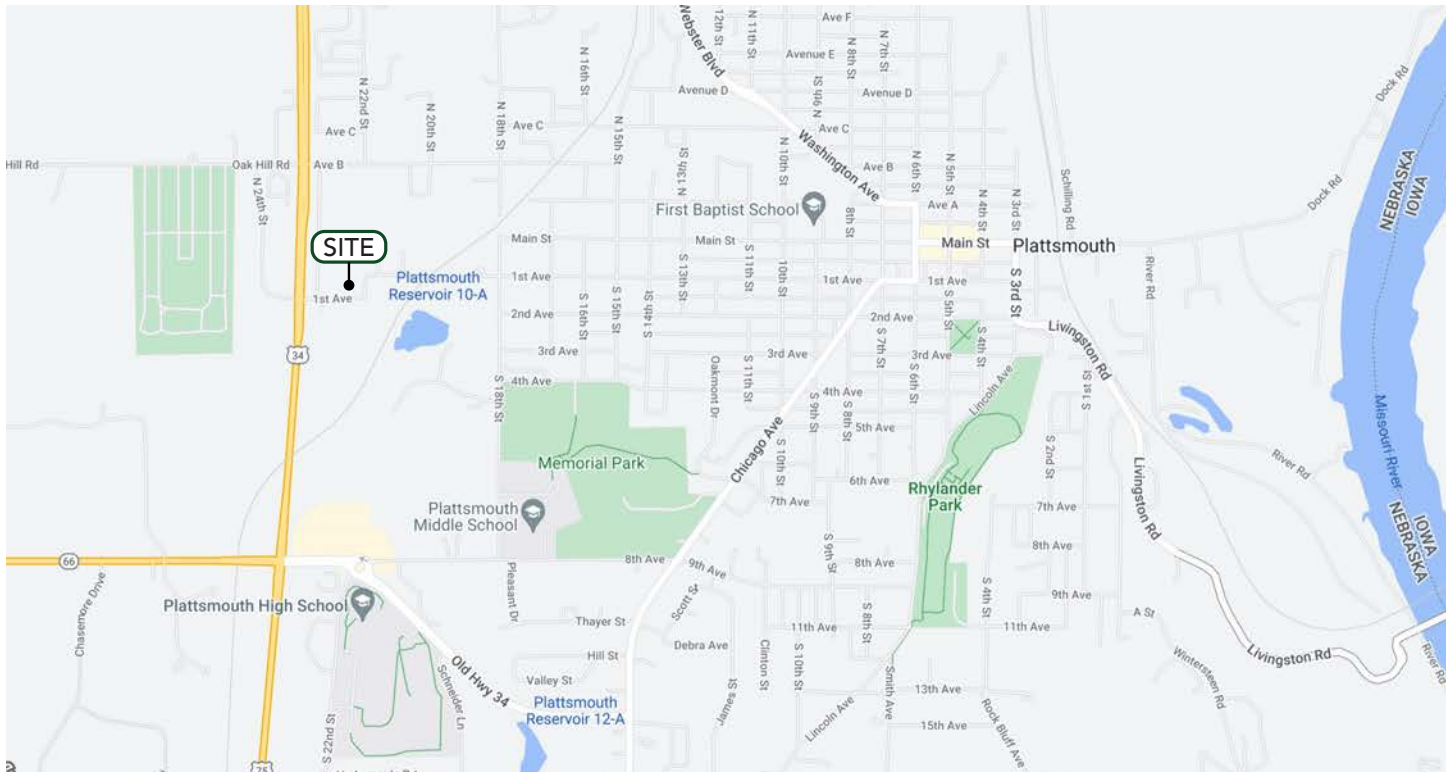 Webster Blvd
12th St
N 11th St
Ave F
Avenue E
N 8th St
N 7th St
N 16th St
Avenue D
N 9th St
Avenue D
Dock Rd
N 22nd St
N 20th St
N 18th St
Ave C
Ave C
N 15th St
Ave C
Washington Ave
Hill Rd
Oak Hill Rd
Ave B
N 13th St
N 10th St
Ave B
N 6th St
N 5th St
Schilling Rd
NEBRASKA
IOWA
N 24th St
First Baptist School
8th St
Ave A
N 4th St
N 3rd St
Dock Rd
SITE
Main St
Main St
Main St
Plattsmouth
Plattsmouth
Reservoir 10-A
1st Ave
S 13th St
S 11th St
10th St
1st Ave
1st Ave
S 3rd St
River Rd
1st Ave
S 16th St
S 15th St
S 14th St
2nd Ave
2nd Ave
S 5th St
S 4th St
Livingston Rd
34
3rd Ave
Oakmont Dr
S 11th St
3rd Ave
S 7th St
3rd Ave
S 6th St
Lincoln Ave
S 1st St
4th Ave
S 18th St
4th Ave
S 9th St
S 8th St
5th Ave
Missouri River
Chicago Ave
S 10th St
S 2nd St
Livingston Rd
River Rd
Memorial Park
6th Ave
Rhylander
Park
7th Ave
7th Ave
Plattsmouth
Middle School
IOWA
NEBRASKA
66
8th Ave
9th Ave
S 9th St
8th Ave
8th Ave
Chasemore Drive
Plattsmouth High School
Pleasant Dr
Scott St
S 4th St
9th Ave
A St
Thayer St
11th Ave
S 8th St
11th Ave
Debra Ave
Clinton St
S 10th St
Hill St
Old Hwy 34
Schneider Ln
Valley St
Livingston Rd
River Rd
Wintersteen Rd
Plattsmouth
Reservoir 12-A
James St
Smith Ave
13th Ave
Lincoln Ave
15th Ave
Rock Bluff Ave
S 22nd St
75